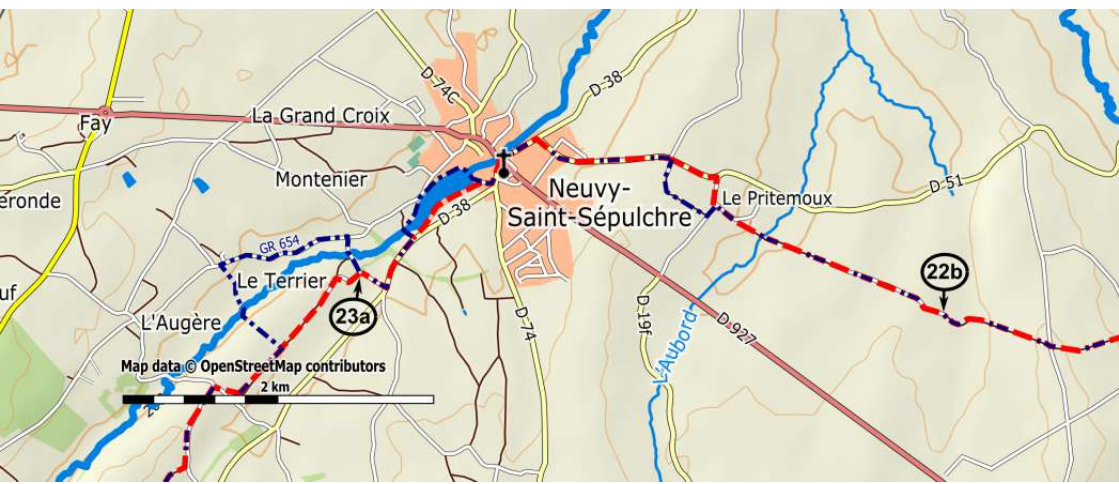 D-74C
D-38
La Grand Croix
Fay
Montenier
éronde
Neuvy-
Saint-Sépulchre
Le Pritemoux
D-51
D-38
GR 654
Le Terrier
22b
uf
23a
L'Augère
D-74
D-19f
D-927
L'Aubord
Map data © OpenStreetMap contributors
2 km